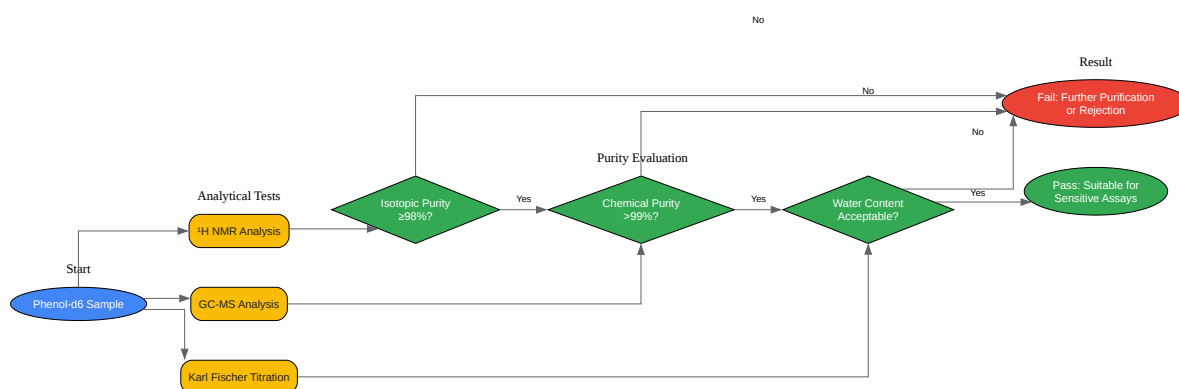 No
Result
Fail: Further Purification
or Rejection
No
No
Purity Evaluation
Analytical Tests
Isotopic Purity
≥98%?
Yes
Chemical Purity
>99%?
Yes
Water Content
Acceptable?
Yes
Pass: Suitable for
Sensitive Assays
¹H NMR Analysis
Start
Phenol-d6 Sample
GC-MS Analysis
Karl Fischer Titration